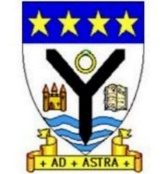 + AD + ASTRA +